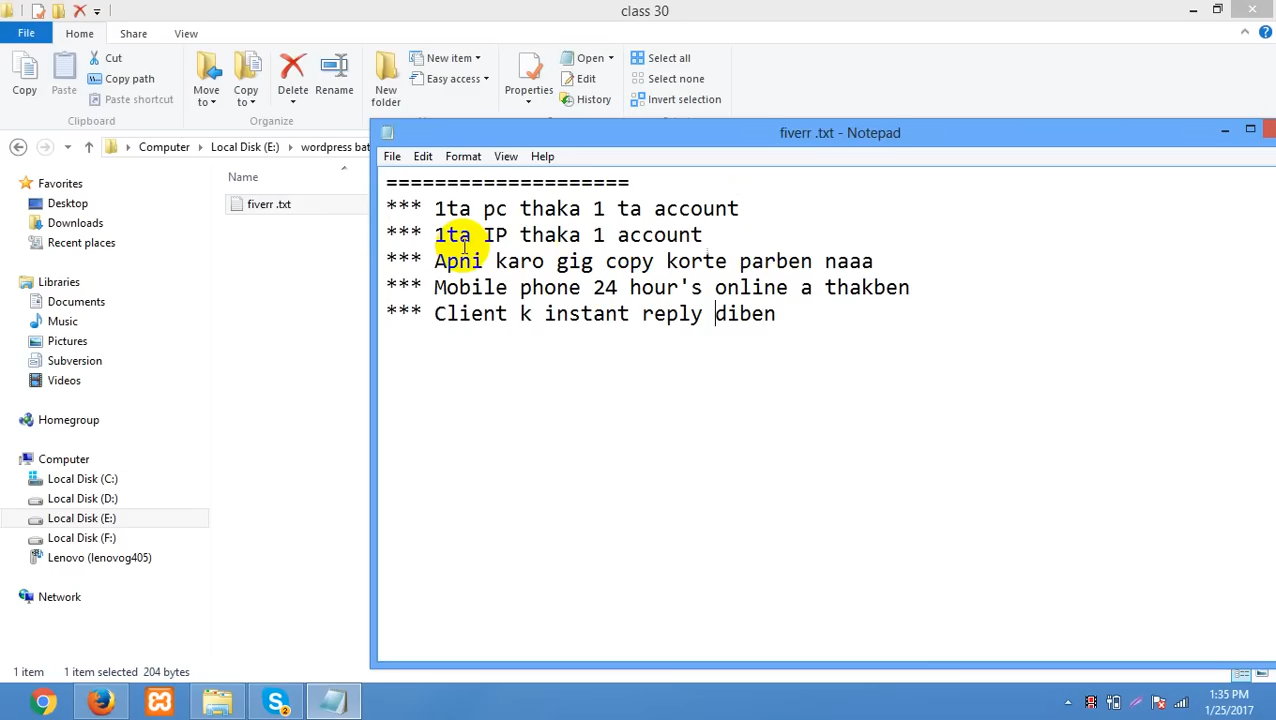 class 30
File
Home
Share
View
Copy
Paste
Cut
Copy path
Paste shortcut
Clipboard
Move to
Copy to
Delete
Rename
Organize
New folder
New item
Easy access
Properties
Open
Edit
History
Select all
Select none
Invert selection
Computer
Local Disk (E:)
wordpress bat
Favorites
Desktop
Downloads
Recent places
Libraries
Documents
Music
Pictures
Subversion
Videos
Homegroup
Computer
Local Disk (C:)
Local Disk (D:)
Local Disk (E:)
Local Disk (F:)
Lenovo (lenovog405)
Network
Name
fiverr .txt
fiverr .txt - Notepad
File Edit Format View Help
====================
*** 1ta pc thaka 1 ta account
*** 1ta IP thaka 1 account
*** Apni karo gig copy korte parben naaa
*** Mobile phone 24 hour's online a thakben
*** Client k instant reply diben
1 item
1 item selected 204 bytes
2
1:35 PM
1/25/2017